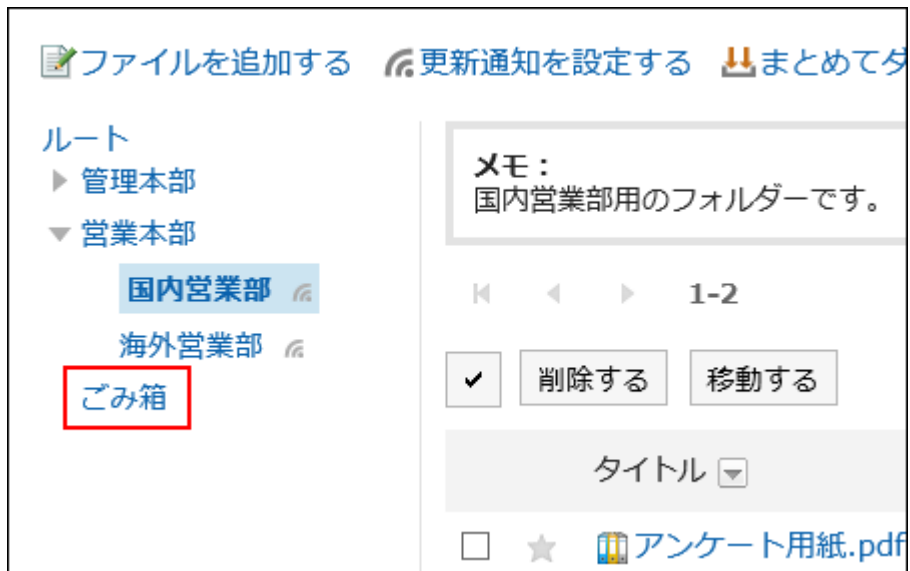 ファイルを追加する 更新通知を設定する まとめてダ
ルート
管理本部
営業本部
国内営業部
海外営業部
ごみ箱
メモ：
国内営業部用のフォルダーです。
1-2
削除する 移動する
タイトル
アンケート用紙.pdf